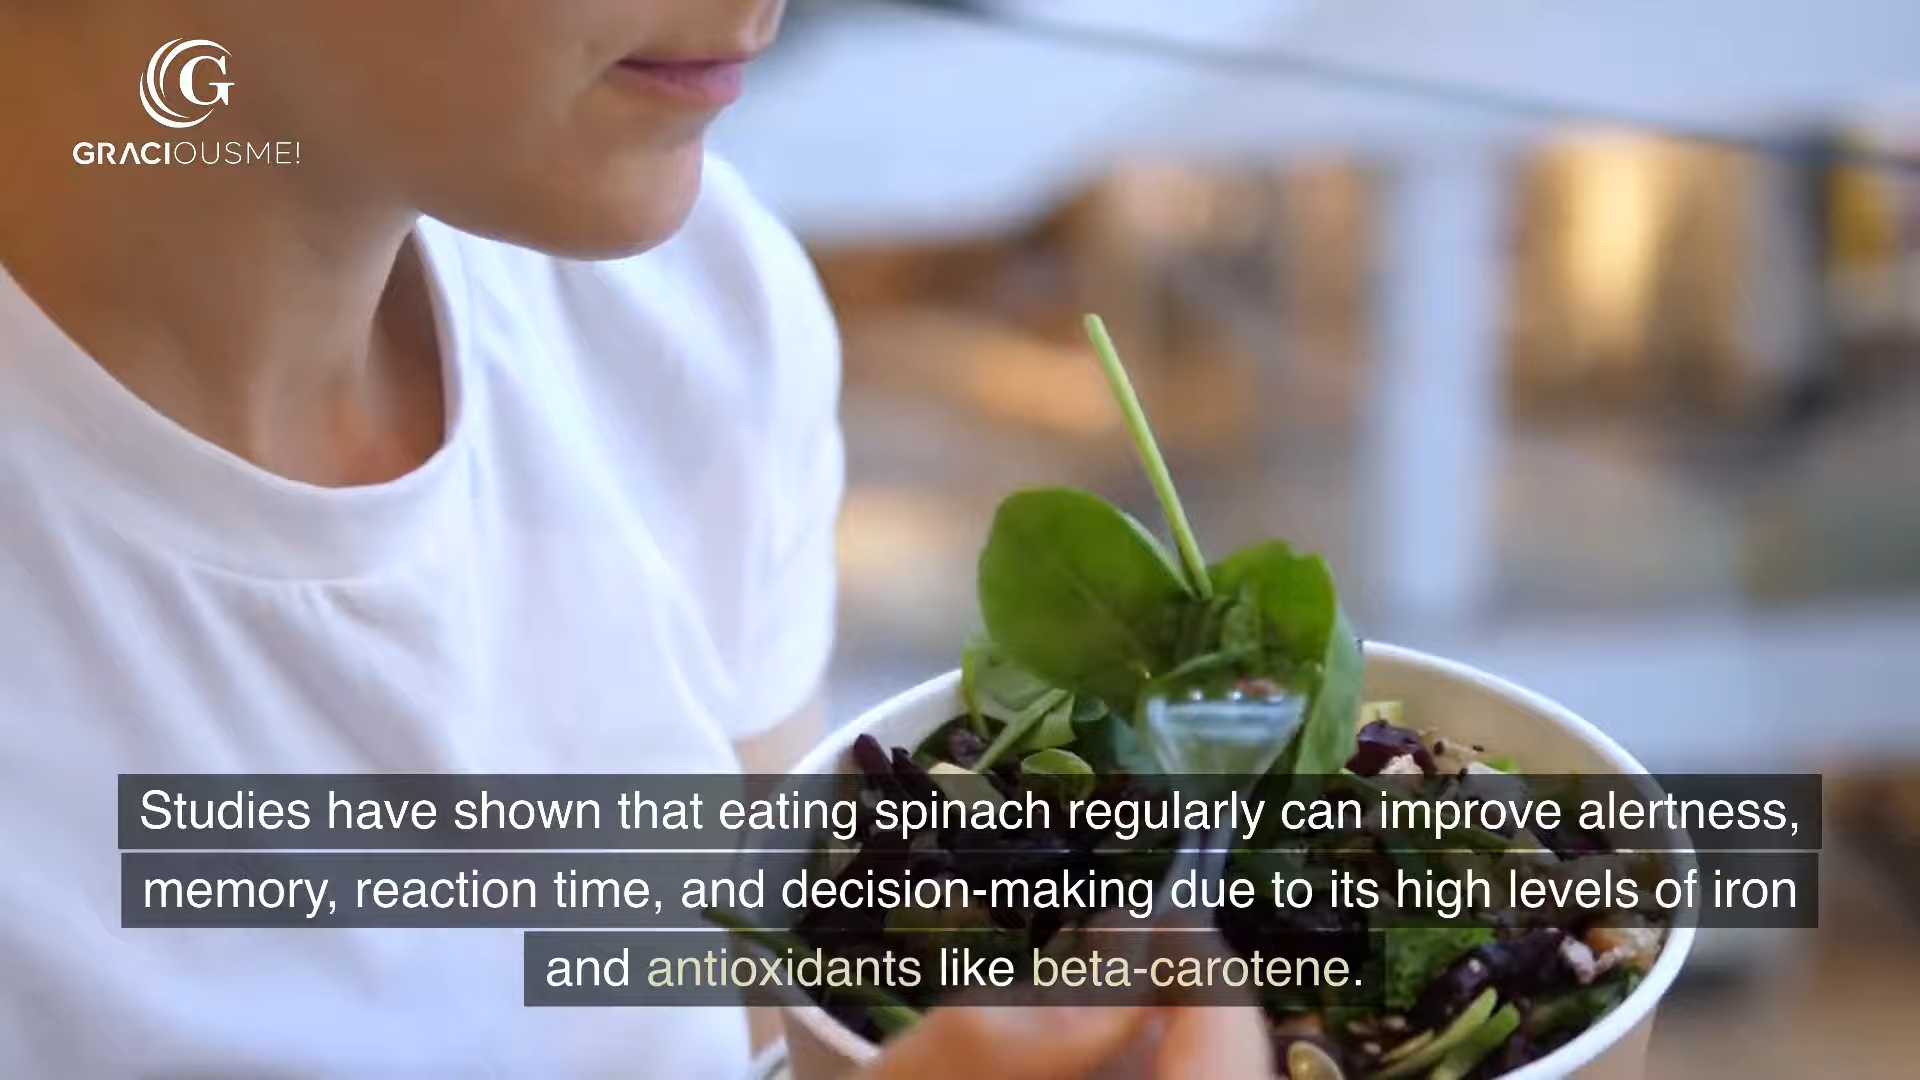 G
GRACIOUSME!
Studies have shown that eating spinach regularly can improve alertness,
memory, reaction time, and decision-making due to its high levels of iron
and antioxidants like beta-carotene.